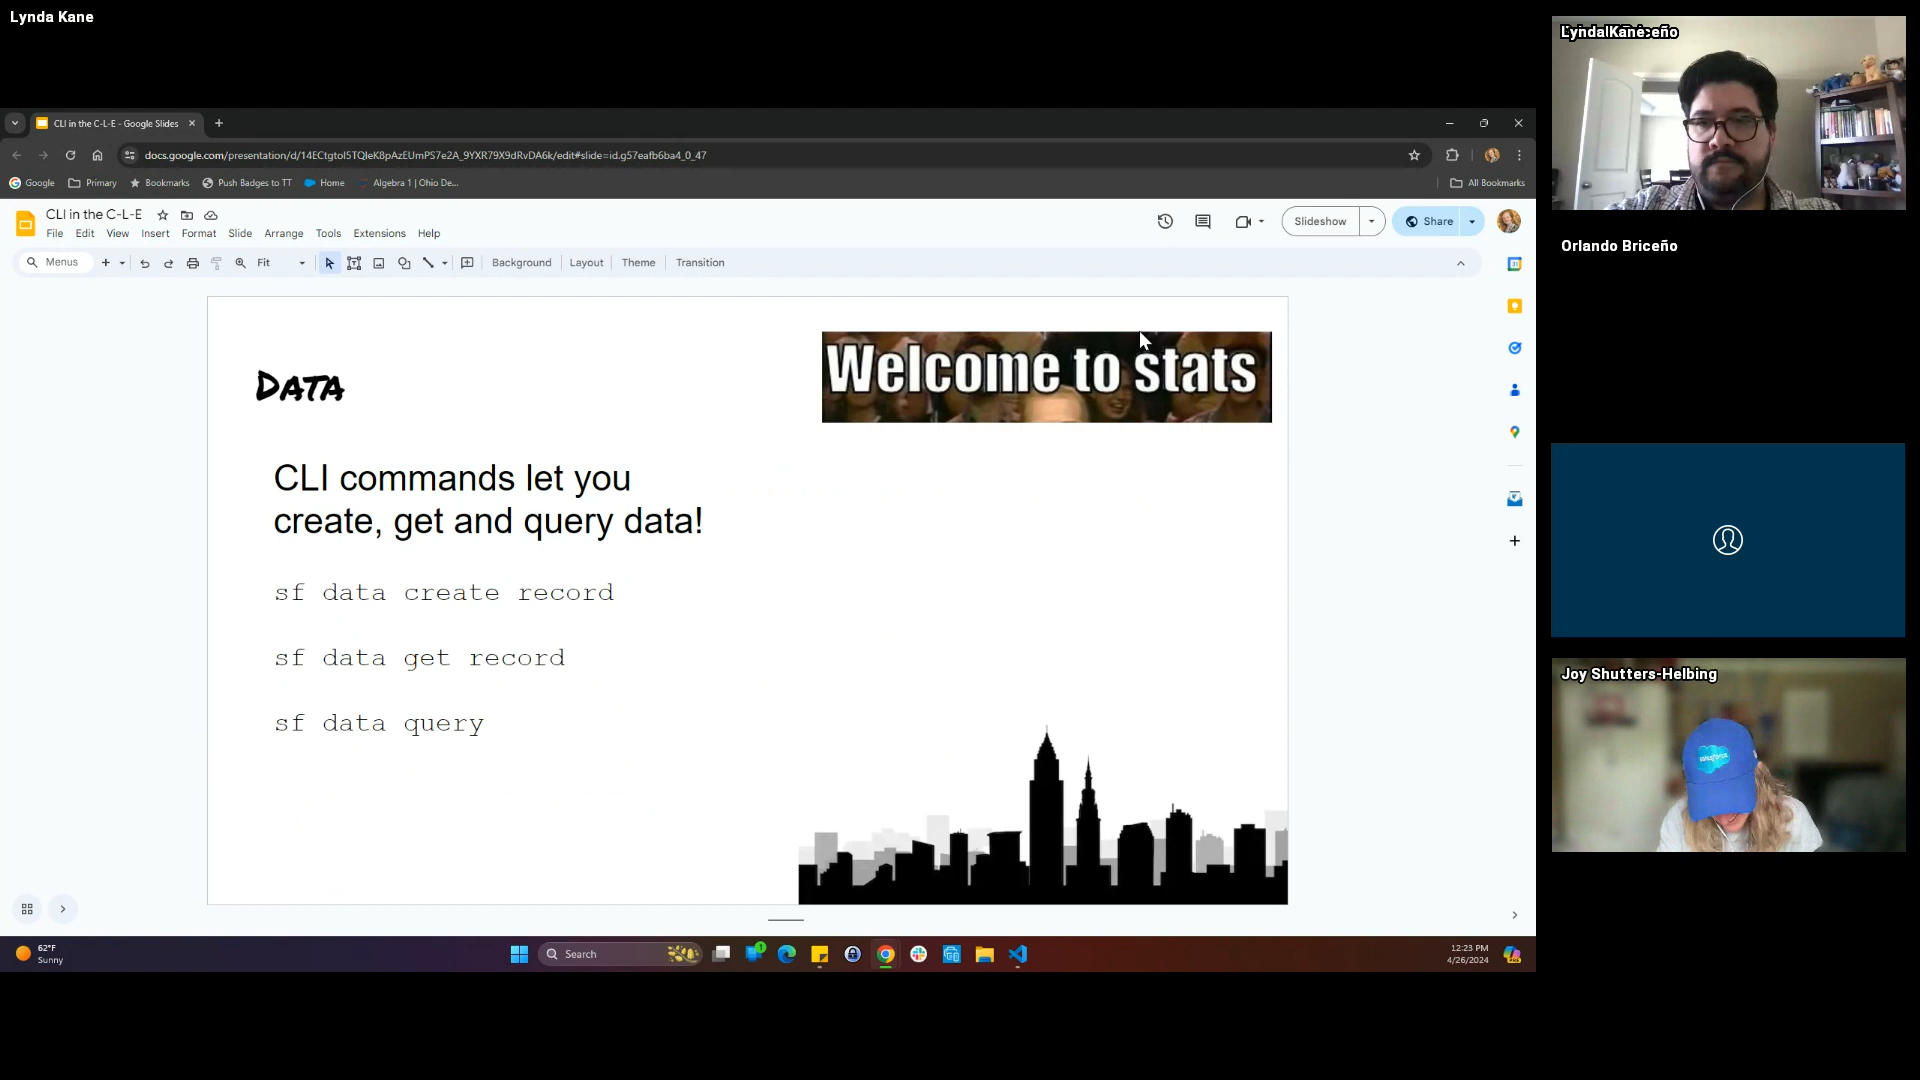 Lynda Kane
CLI in the C-L-E - Google Slides
docs.google.com/presentation/d/14ECtgtoI5TQIeK8pAzEUmPS7e2A_9YXR79X9dRvDA6k/edit#slide=id.g57eafb6ba4_0_47
Google Primary Bookmarks Push Badges to TT Home Algebra 1 | Ohio De... All Bookmarks
CLI in the C-L-E
File Edit View Insert Format Slide Arrange Tools Extensions Help
Slideshow Share
Menus Fit Background Layout Theme Transition
DATA
Welcome to stats
CLI commands let you
create, get and query data!
sf data create record
sf data get record
sf data query
62°F
Sunny
Search
12:23 PM
4/26/2024
Orlando Briceño
Joy Shutters-Helbing